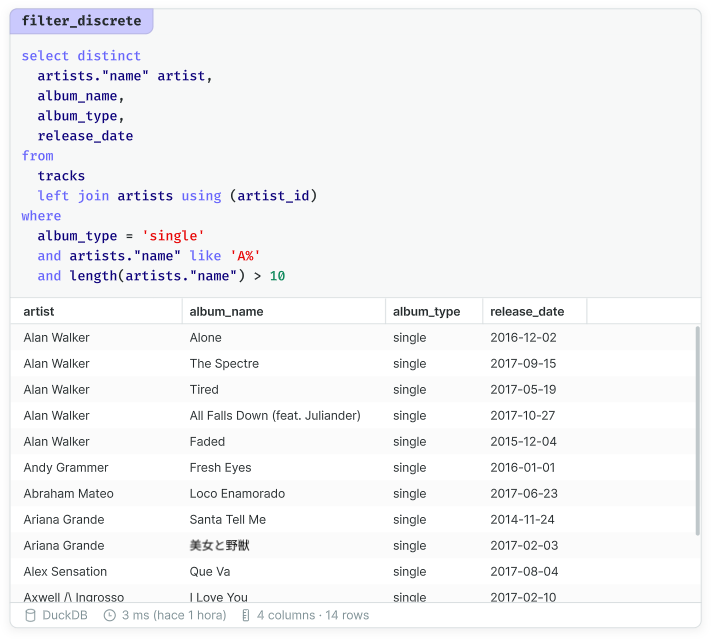 filter_discrete
select distinct
artists."name" artist,
album_name,
album_type,
release_date
from
tracks
left join artists using (artist_id)
where
album_type = 'single'
and artists."name" like 'A%'
and length(artists."name") > 10
artist album_name album_type release_date
Alan Walker Alone single 2016-12-02
Alan Walker The Spectre single 2017-09-15
Alan Walker Tired single 2017-05-19
Alan Walker All Falls Down (feat. Juliander) single 2017-10-27
Alan Walker Faded single 2015-12-04
Andy Grammer Fresh Eyes single 2016-01-01
Abraham Mateo Loco Enamorado single 2017-06-23
Ariana Grande Santa Tell Me single 2014-11-24
Ariana Grande 美女と野獣 single 2017-02-03
Alex Sensation Que Va single 2017-08-04
Axwell /\ Ingrosso I Love You single 2017-02-10
DuckDB 3 ms (hace 1 hora) 4 columns · 14 rows